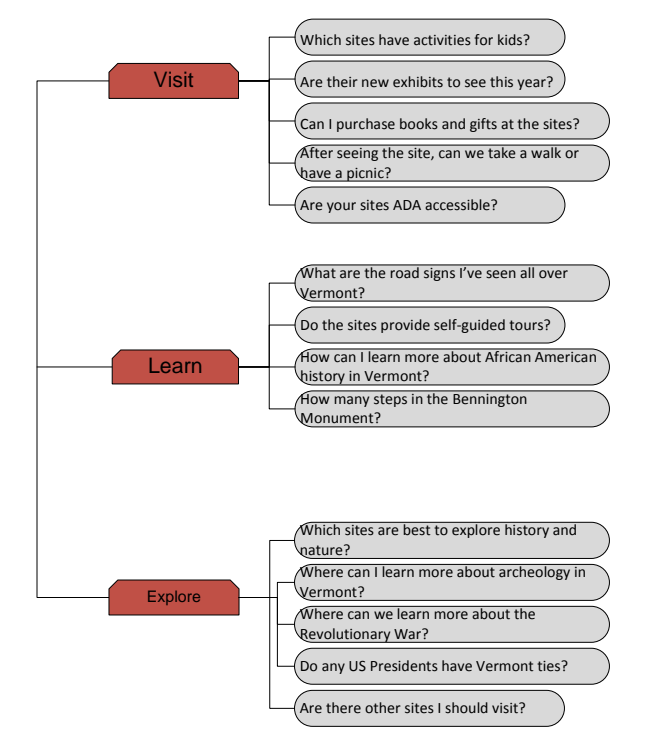 Visit
Which sites have activities for kids?
Are their new exhibits to see this year?
Can I purchase books and gifts at the sites?
After seeing the site, can we take a walk or
have a picnic?
Are your sites ADA accessible?
Learn
What are the road signs I’ve seen all over
Vermont?
Do the sites provide self-guided tours?
How can I learn more about African American
history in Vermont?
How many steps in the Bennington
Monument?
Explore
Which sites are best to explore history and
nature?
Where can I learn more about archeology in
Vermont?
Where can we learn more about the
Revolutionary War?
Do any US Presidents have Vermont ties?
Are there other sites I should visit?